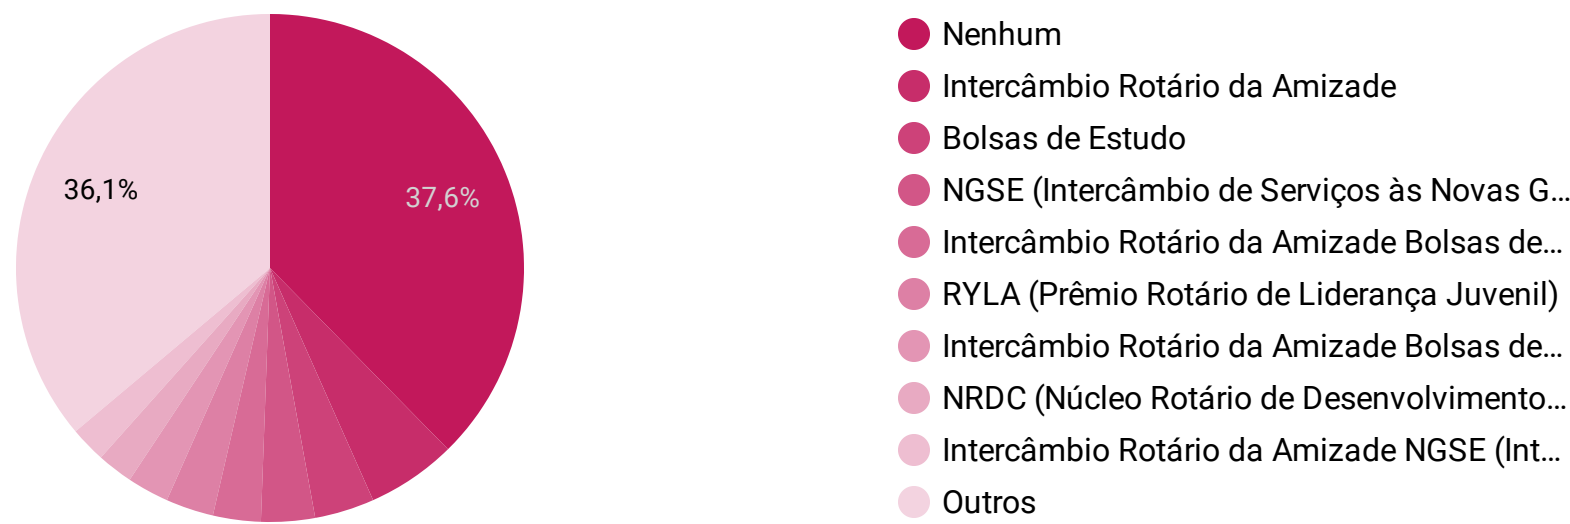 36,1%
37,6%
Nenhum
Intercâmbio Rotário da Amizade
Bolsas de Estudo
NGSE (Intercâmbio de Serviços às Novas G...
Intercâmbio Rotário da Amizade Bolsas de...
RYLA (Prêmio Rotário de Liderança Juvenil)
Intercâmbio Rotário da Amizade Bolsas de...
NRDC (Núcleo Rotário de Desenvolvimento...
Intercâmbio Rotário da Amizade NGSE (Int...
Outros